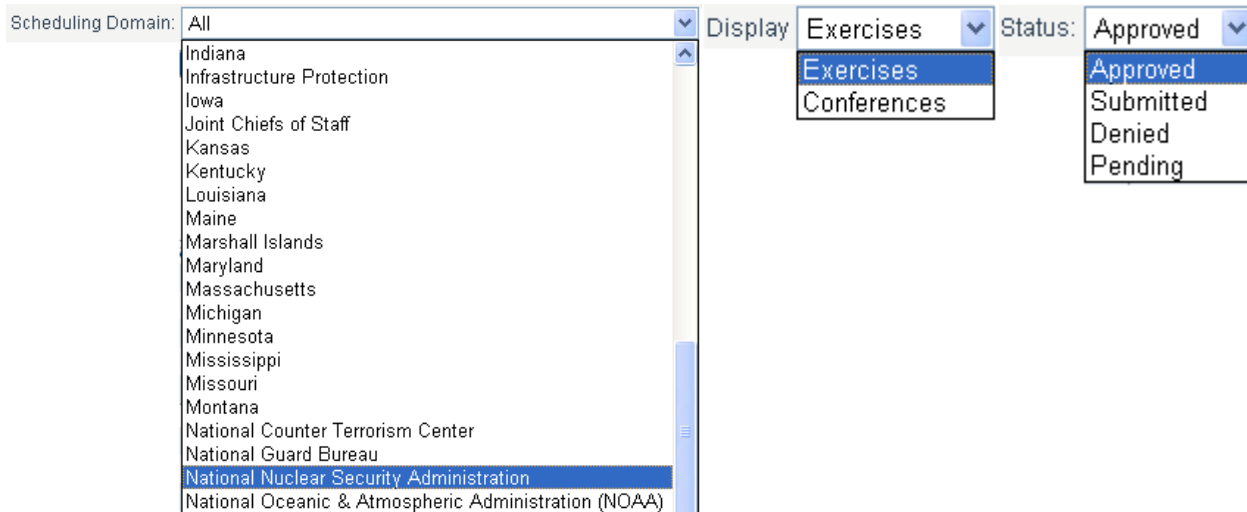 Scheduling Domain: All Display Exercises Status: Approved
Indiana
Infrastructure Protection
Iowa
Joint Chiefs of Staff
Kansas
Kentucky
Louisiana
Maine
Marshall Islands
Maryland
Massachusetts
Michigan
Minnesota
Mississippi
Missouri
Montana
National Counter Terrorism Center
National Guard Bureau
National Nuclear Security Administration
National Oceanic & Atmospheric Administration (NOAA)
Exercises
Conferences
Approved
Submitted
Denied
Pending